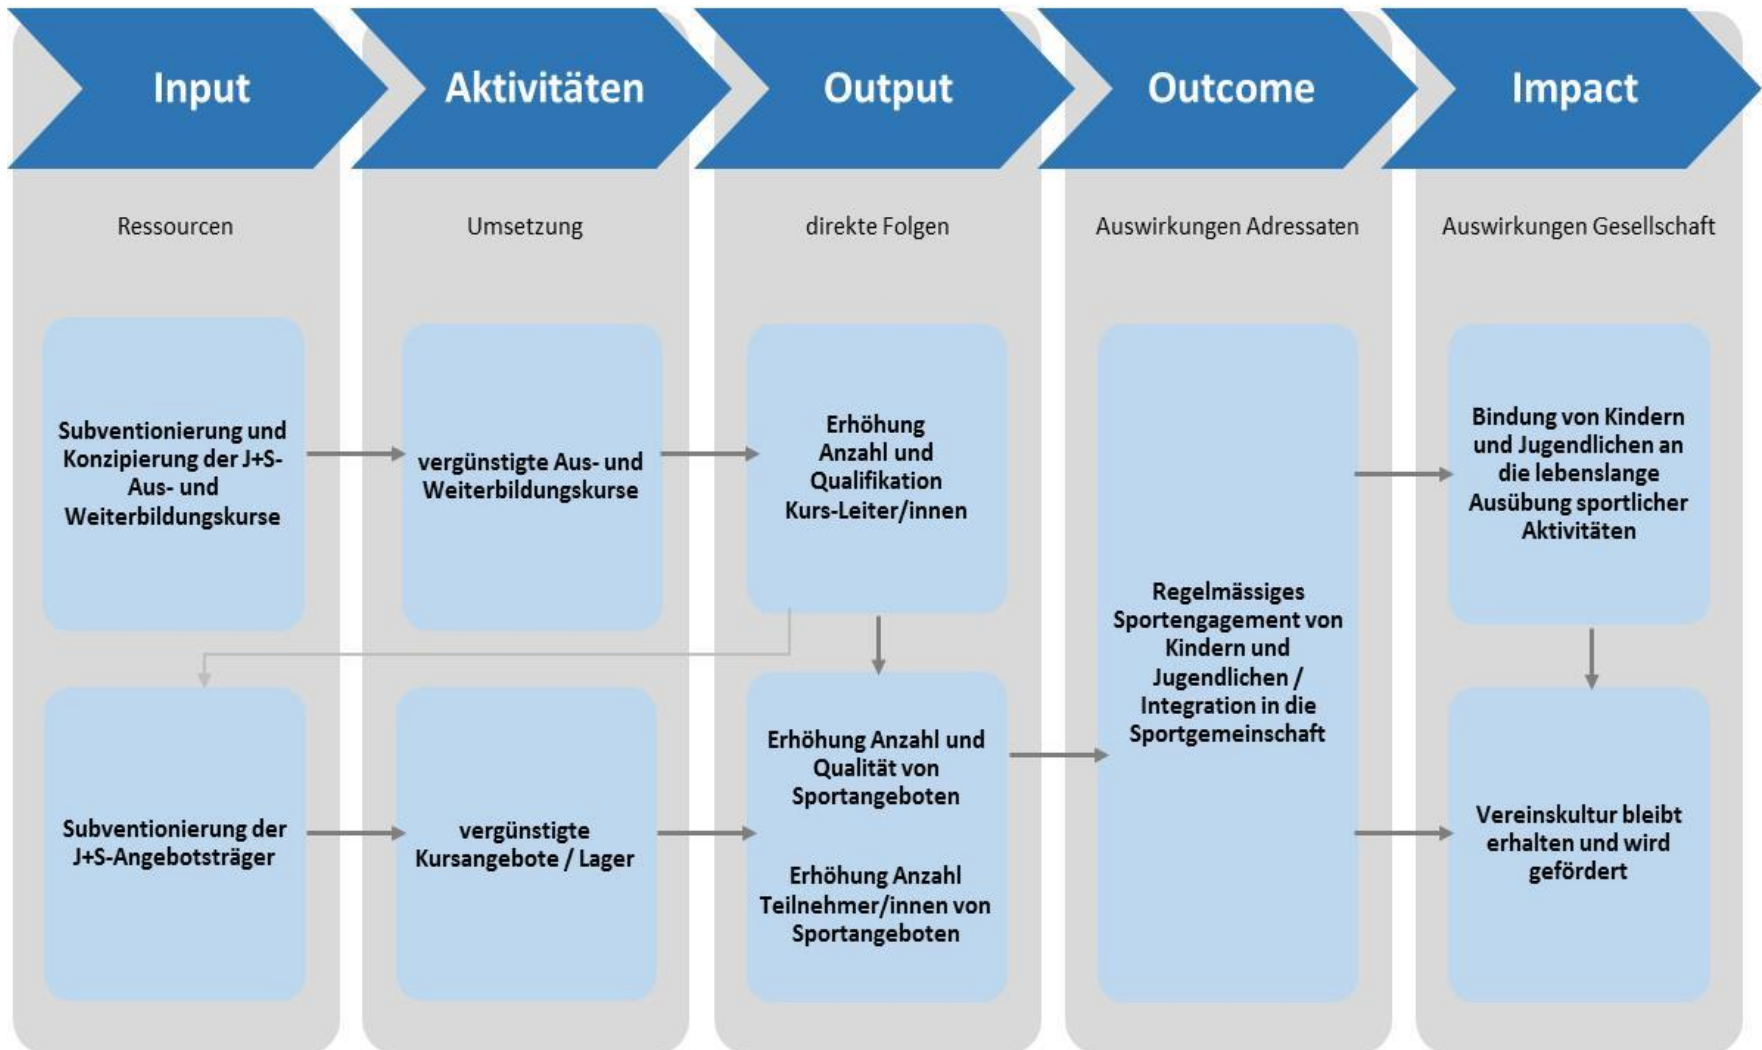 Input
Aktivitäten
Output
Outcome
Impact
Ressourcen
Umsetzung
direkte Folgen
Auswirkungen Adressaten
Auswirkungen Gesellschaft
Subventionierung und
Konzipierung der J+S-
Aus- und
Weiterbildungskurse
vergünstigte Aus- und
Weiterbildungskurse
Erhöhung
Anzahl und
Qualifikation
Kurs-Leiter/innen
Regelmässiges
Sportengagement von
Kindern und
Jugendlichen /
Integration in die
Sportgemeinschaft
Bindung von Kindern
und Jugendlichen an
die lebenslange
Ausübung sportlicher
Aktivitäten
Subventionierung der
J+S-Angebotsträger
vergünstigte
Kursangebote / Lager
Erhöhung Anzahl und
Qualität von
Sportangeboten
Erhöhung Anzahl
Teilnehmer/innen von
Sportangeboten
Vereinskultur bleibt
erhalten und wird
gefördert